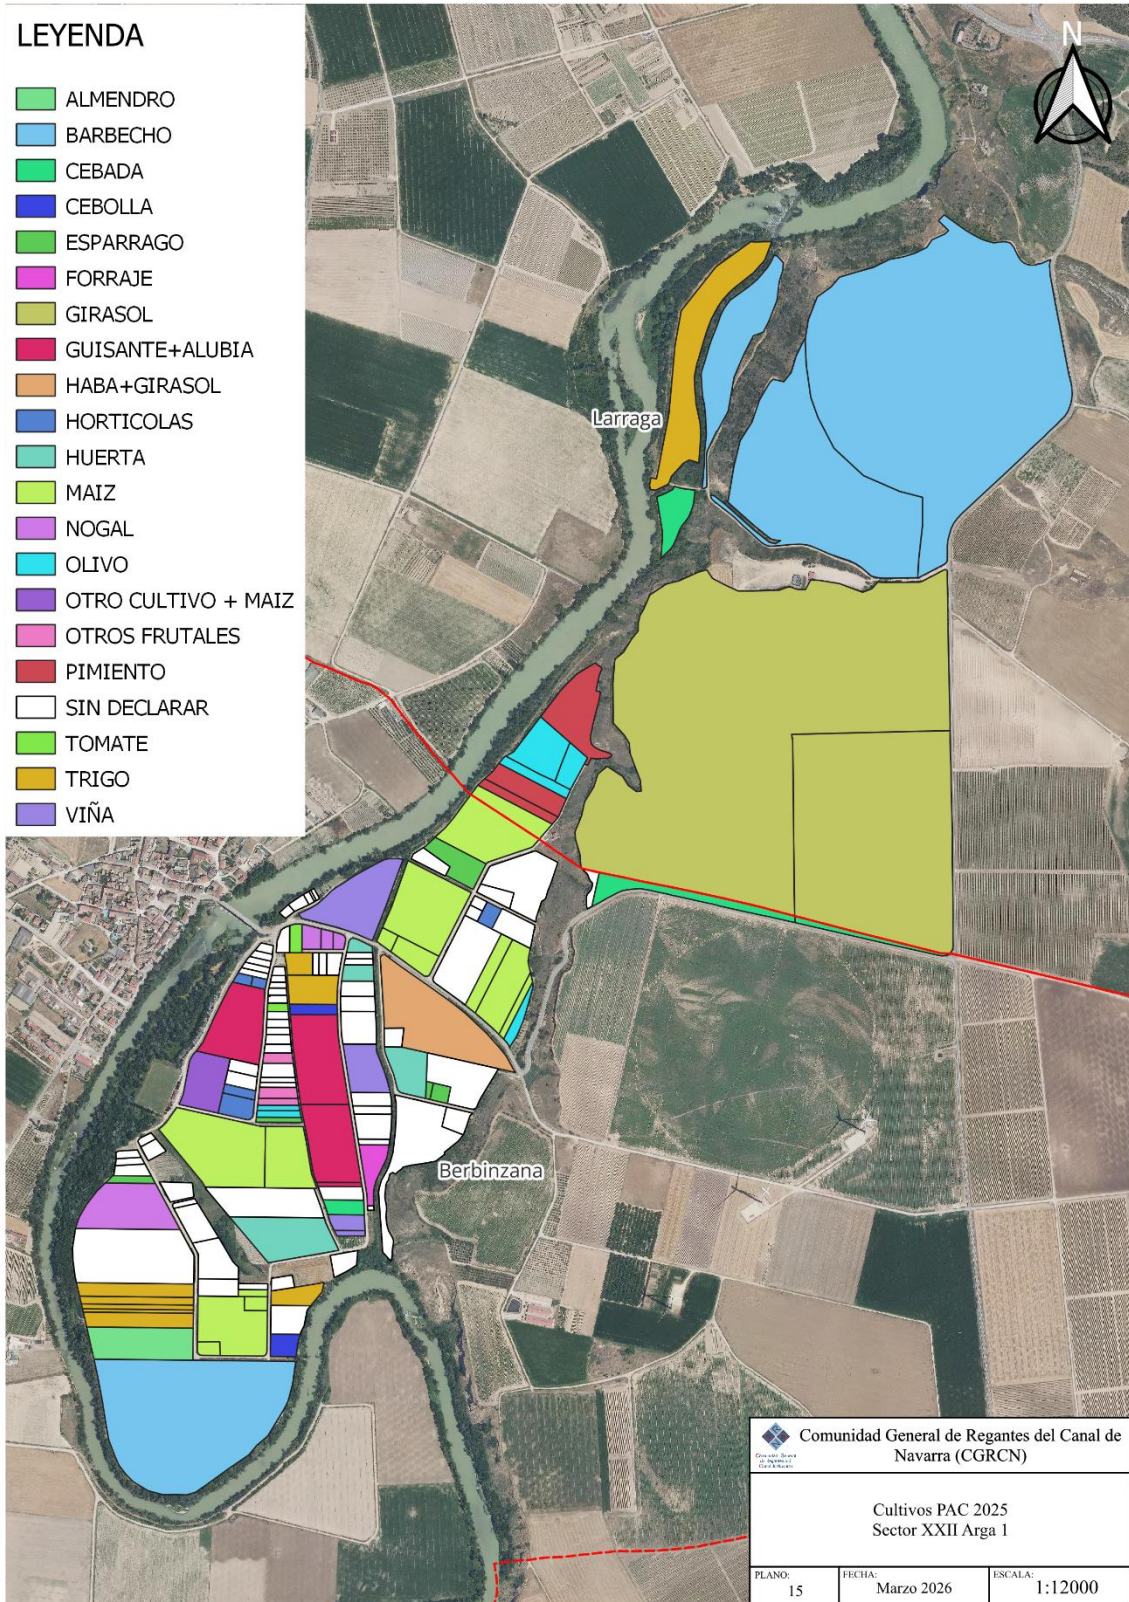 LEYENDA
ALMENDRO
BARBECHO
CEBADA
CEBOLLA
ESPARRAGO
FORRAJE
GIRASOL
GUISANTE+ALUBIA
HABA+GIRASOL
HORTICOLAS
HUERTA
MAIZ
NOGAL
OLIVO
OTRO CULTIVO + MAIZ
OTROS FRUTALES
PIMIENTO
SIN DECLARAR
TOMATE
TRIGO
VIÑA
N
Larraga
Berbinzana
Comunidad General de Regantes del Canal de
Navarra (CGRCN)
Cultivos PAC 2025
Sector XXII Arga 1
PLANO:
15
FECHA:
Marzo 2026
ESCALA:
1:12000